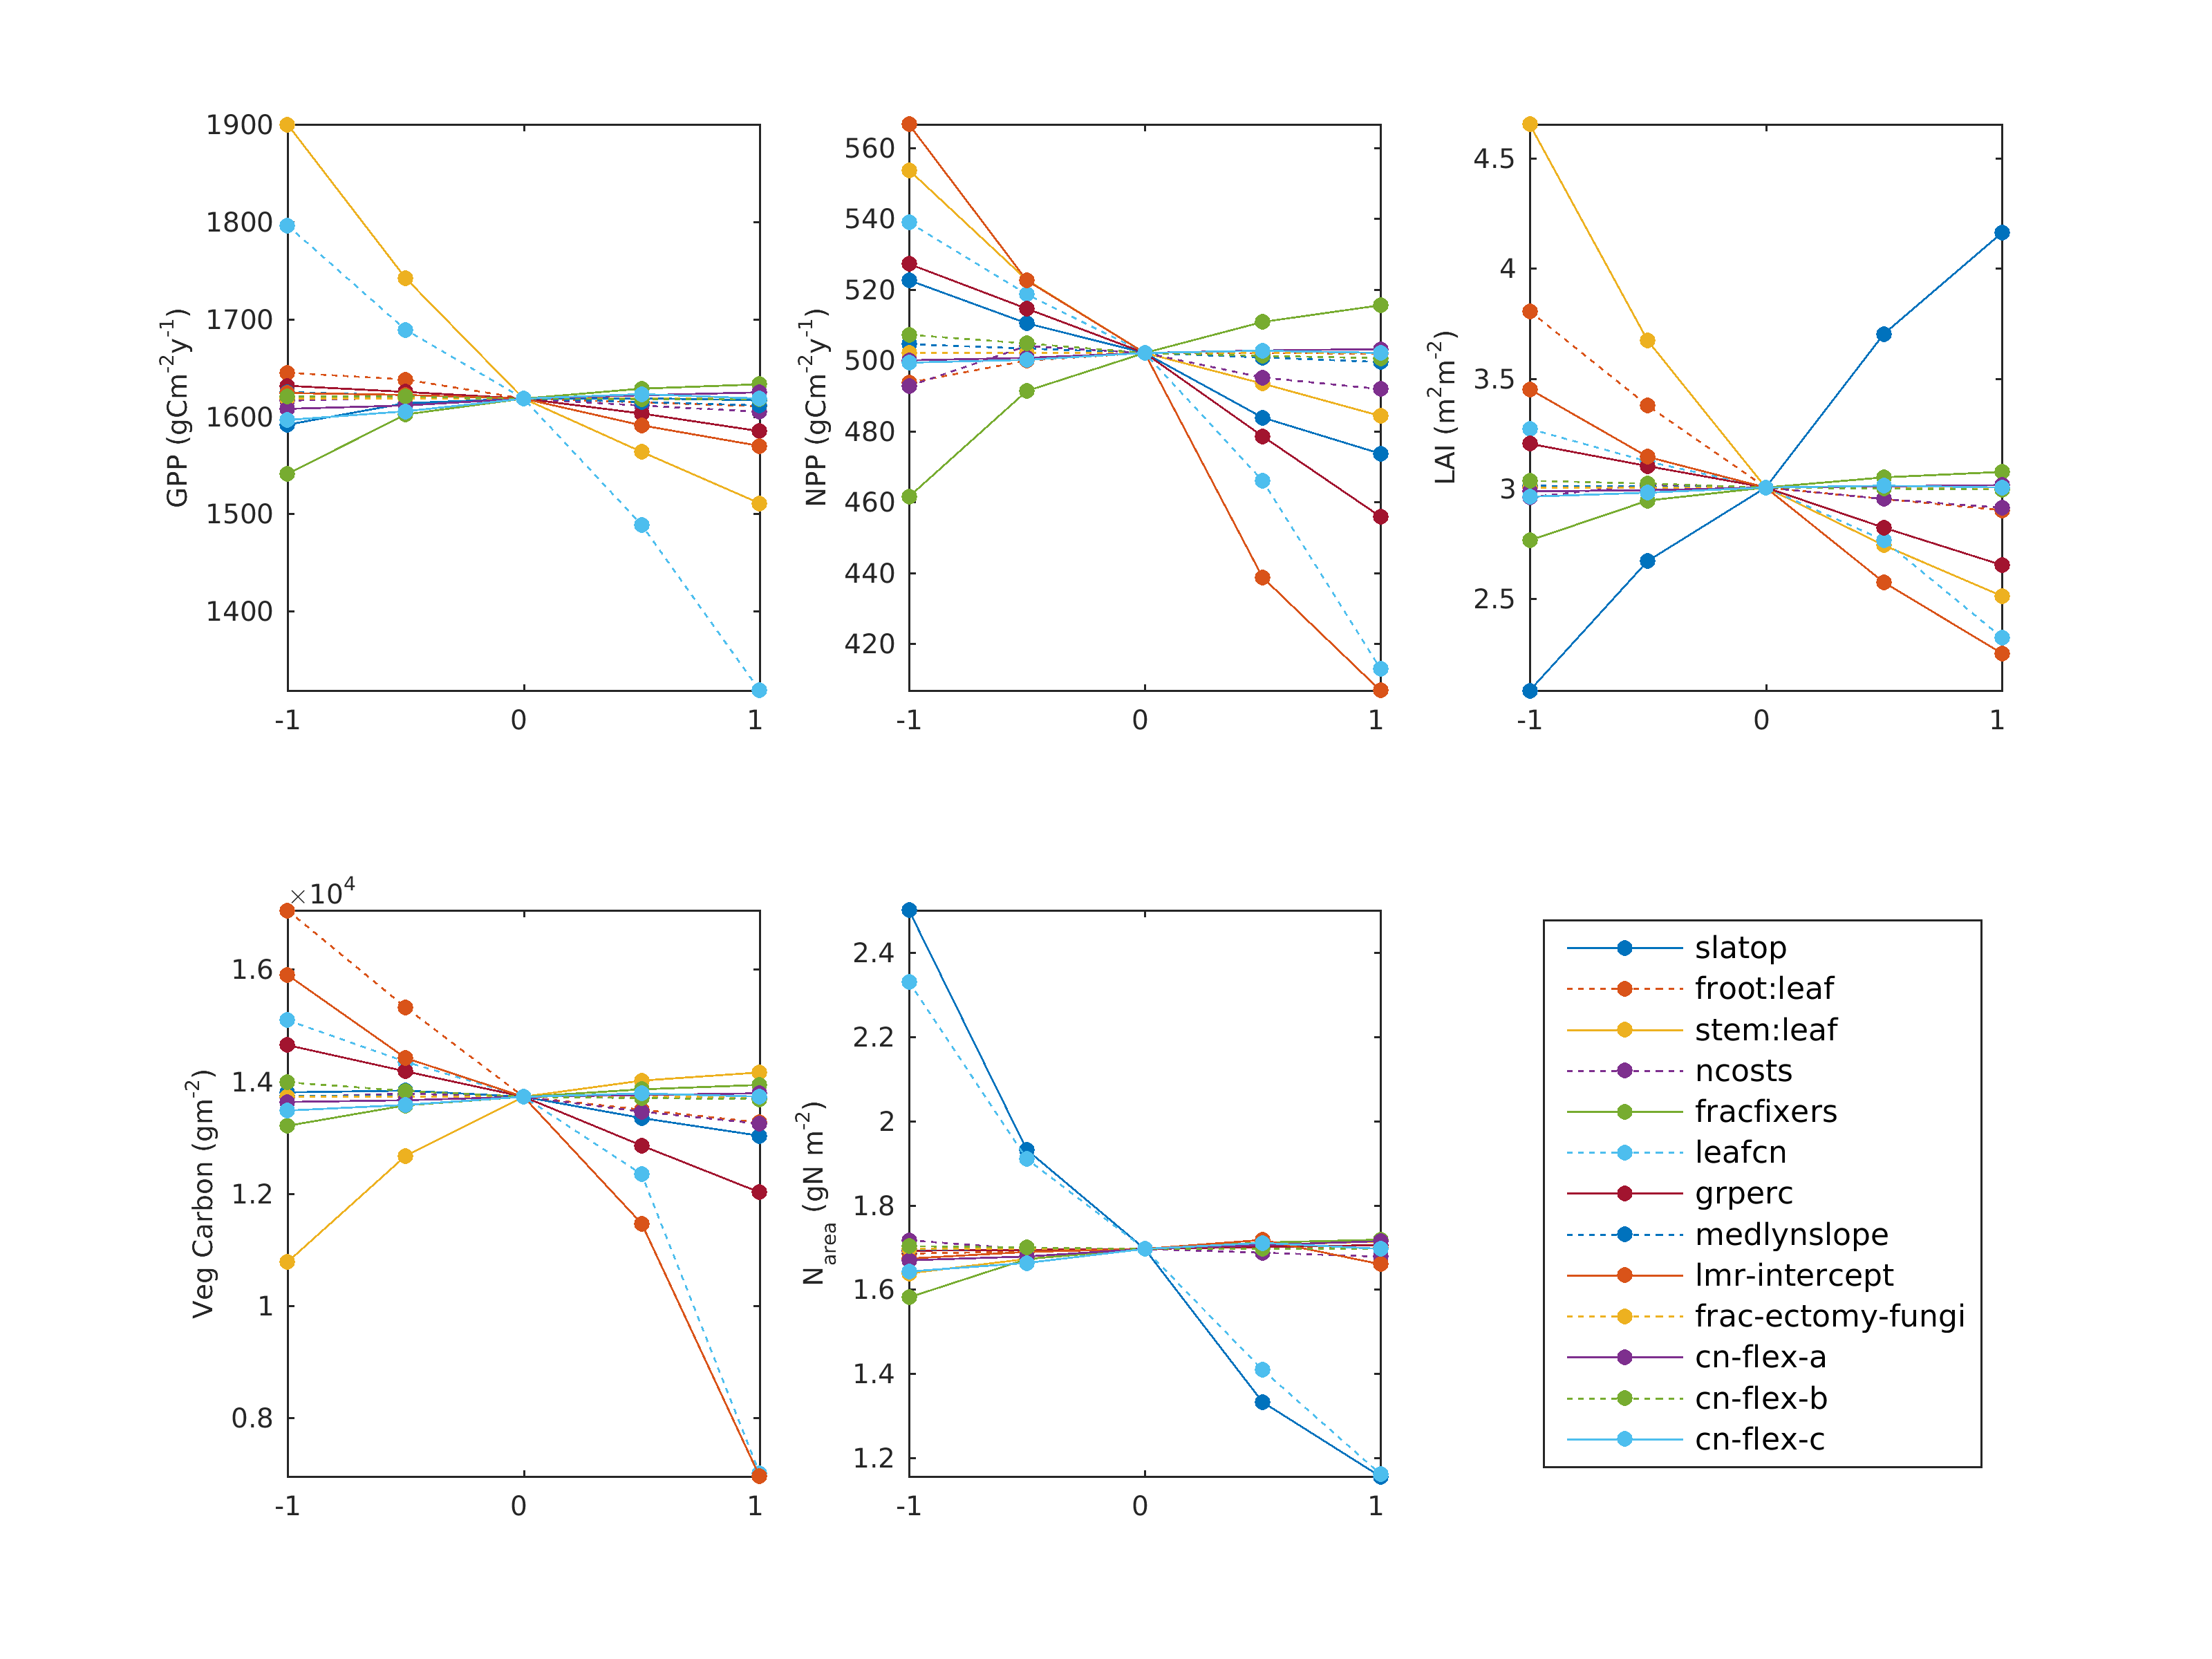 1900
1800
1700
1600
1500
1400
GPP (gCm-2y-1)
-1 0 1
560
540
520
500
480
460
440
420
NPP (gCm-2y-1)
-1 0 1
4.5
4
3.5
3
2.5
LAI (m2m-2)
-1 0 1
×104
1.6
1.4
1.2
1
0.8
Veg Carbon (gm-2)
-1 0 1
2.4
2.2
2
1.8
1.6
1.4
1.2
Narea (gN m-2)
-1 0 1
slatop
froot:leaf
stem:leaf
ncosts
fracfixers
leafcn
grperc
medlynslope
lmr-intercept
frac-ectomy-fungi
cn-flex-a
cn-flex-b
cn-flex-c